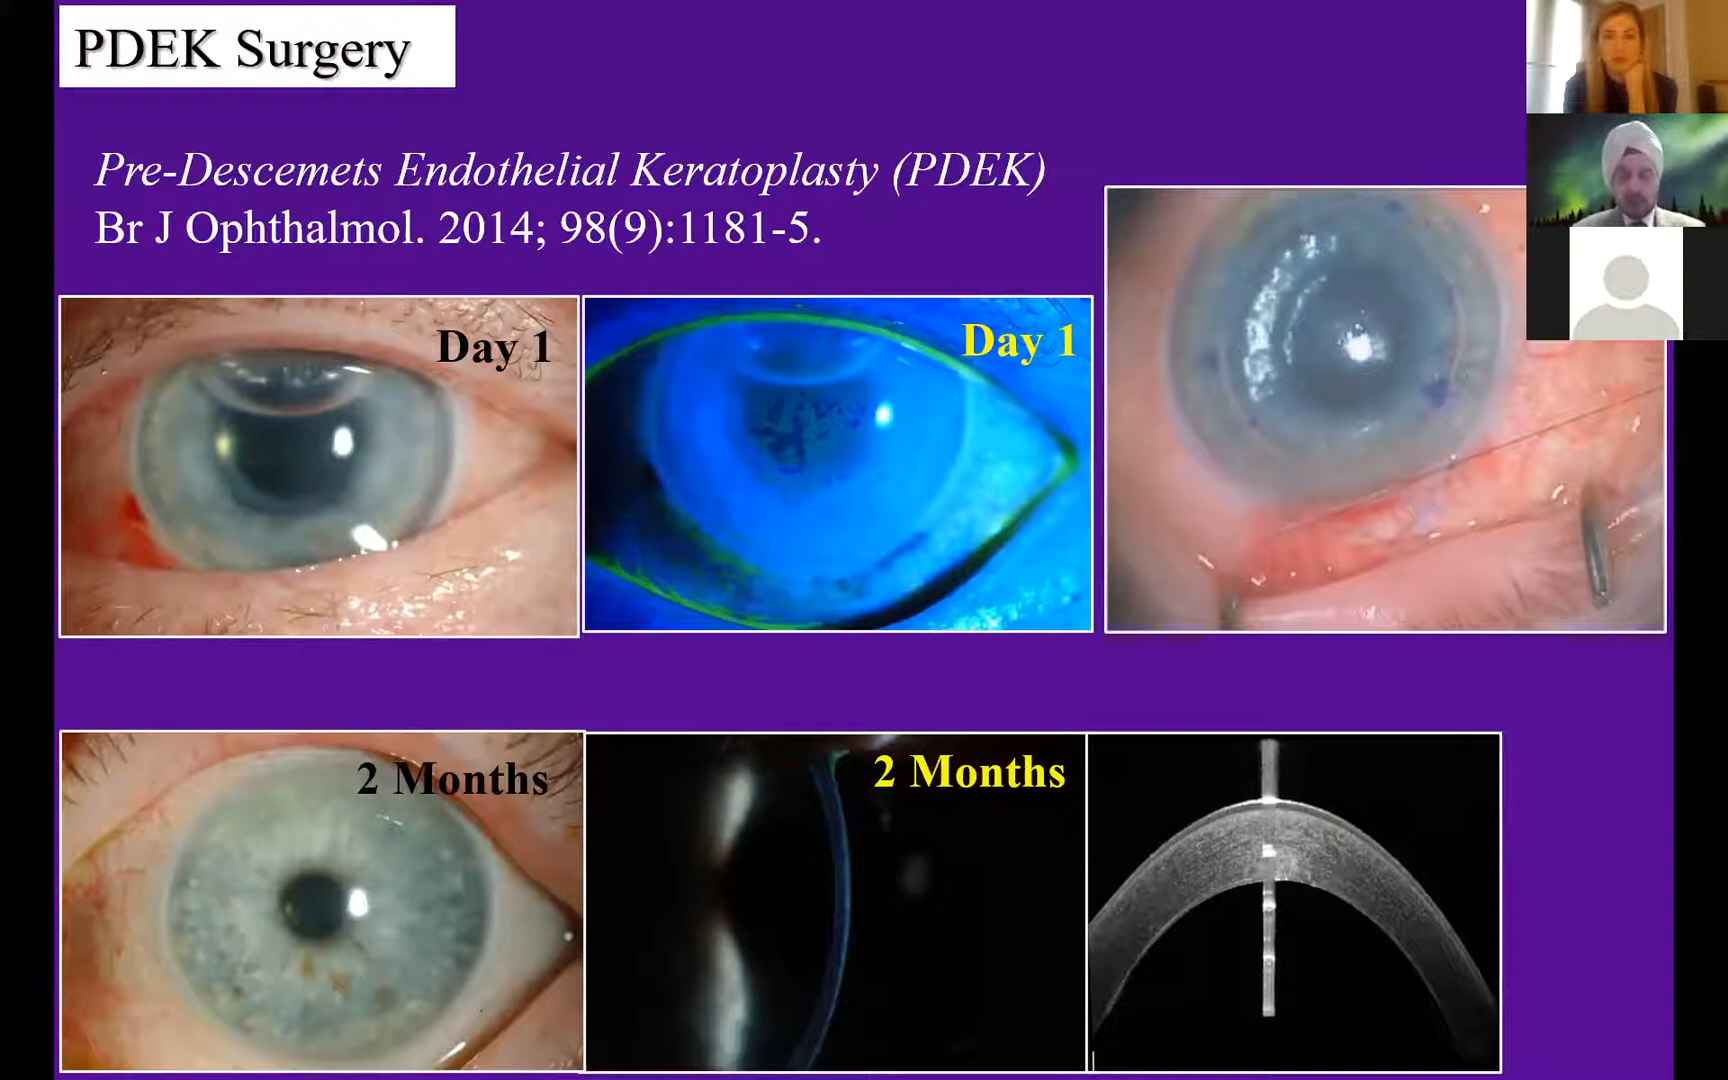 PDEK Surgery
Pre-Descemets Endothelial Keratoplasty (PDEK)
Br J Ophthalmol. 2014; 98(9):1181-5.
Day 1
Day 1
2 Months
2 Months